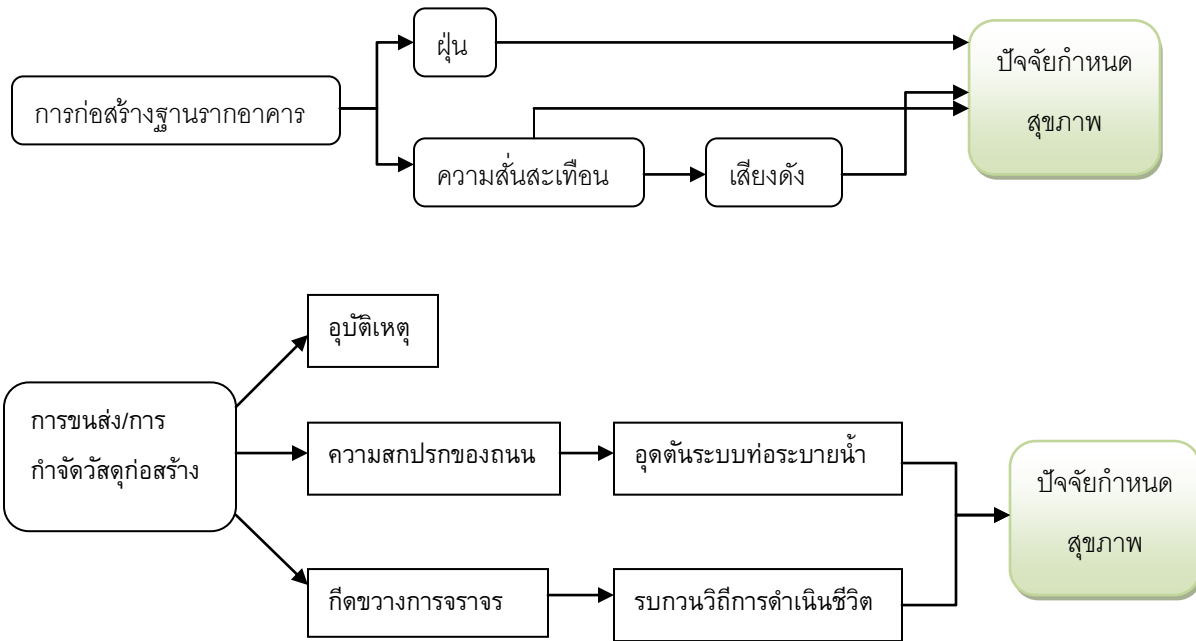 ฝุ่น
ปัจจัยกำหนด
สุขภาพ
การก่อสร้างฐานรากอาคาร
ความสั่นสะเทือน
เสียงดัง
อุบัติเหตุ
การขนส่ง/การ
กำจัดวัสดุก่อสร้าง
ความสกปรกของถนน
อุดตันระบบท่อระบายน้ำ
ปัจจัยกำหนด
สุขภาพ
กีดขวางการจราจร
รบกวนวิถีการดำเนินชีวิต